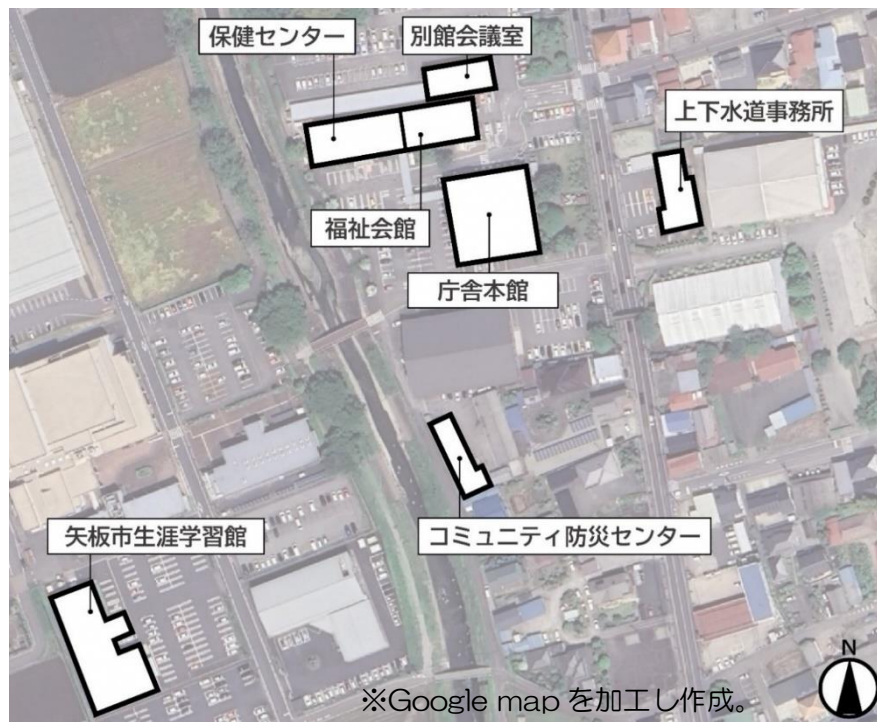 保健センター
別館会議室
上下水道事務所
福祉会館
庁舎本館
矢板市生涯学習館
コミュニティ防災センター
N
※Google map を加工し作成。